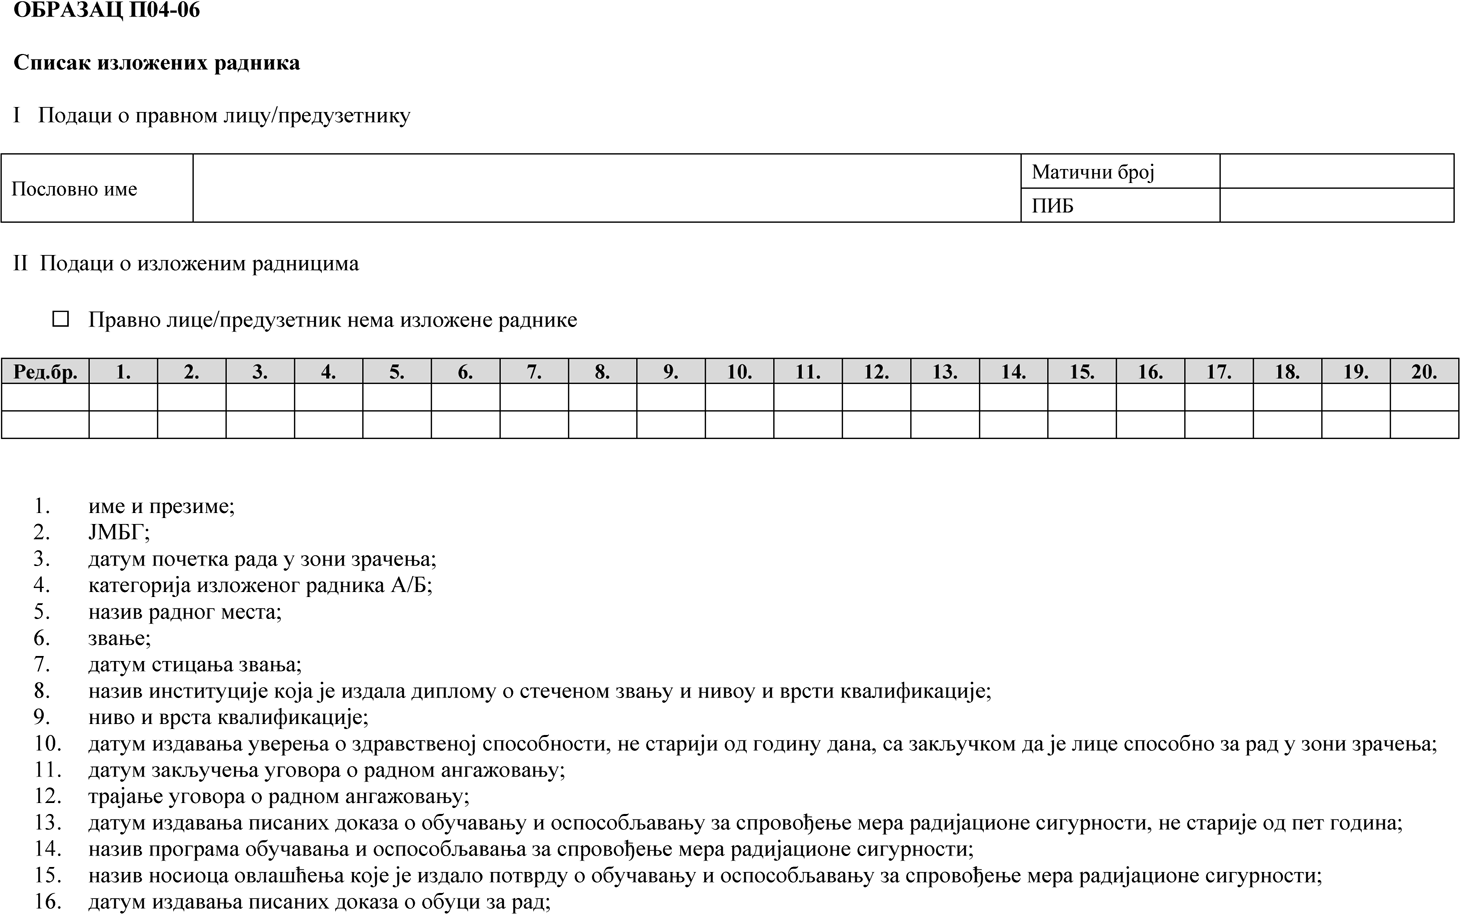 ОБРАЗАЦ П04-06
Списак изложених радника
I Подаци о правном лицу/предузетнику
Пословно име
Матични број
ПИБ
II Подаци о изложеним радницима
☐ Правно лице/предузетник нема изложене раднике
Ред.бр. 1. 2. 3. 4. 5. 6. 7. 8. 9. 10. 11. 12. 13. 14. 15. 16. 17. 18. 19. 20.
1. име и презиме;
2. ЈМБГ;
3. датум почетка рада у зони зрачења;
4. категорија изложеног радника А/Б;
5. назив радног места;
6. звање;
7. датум стицања звања;
8. назив институције која је издала диплому о стеченом звању и нивоу и врсти квалификације;
9. ниво и врста квалификације;
10. датум издавања уверења о здравственој способности, не старији од годину дана, са закључком да је лице способно за рад у зони зрачења;
11. датум закључења уговора о радном ангажовању;
12. трајање уговора о радном ангажовању;
13. датум издавања писаних доказа о обучавању и оспособљавању за спровођење мера радијационе сигурности, не старије од пет година;
14. назив програма обучавања и оспособљавања за спровођење мера радијационе сигурности;
15. назив носиоца овлашћења које је издало потврду о обучавању и оспособљавању за спровођење мера радијационе сигурности;
16. датум издавања писаних доказа о обуци за рад;